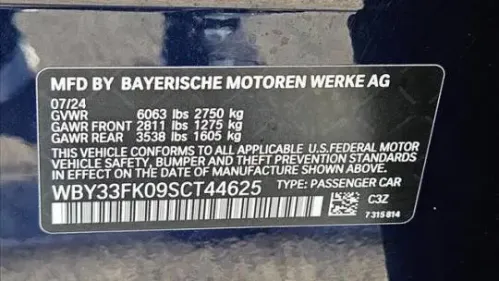 MFD BY BAYERISCHE MOTOREN WERKE AG
07/24
GVWR 6063 lbs 2750 kg
GAWR FRONT 2811 lbs 1275 kg
GAWR REAR 3538 lbs 1605 kg
THIS VEHICLE CONFORMS TO ALL APPLICABLE U.S.FEDERAL MOTOR
VEHICLE SAFETY, BUMPER AND THEFT PREVENTION STANDARDS
IN EFFECT ON THE DATE OF MANUFACTURE SHOWN ABOVE.
WBY33FK09SCT44625 TYPE: PASSENGER CAR
C3Z
7 315 814